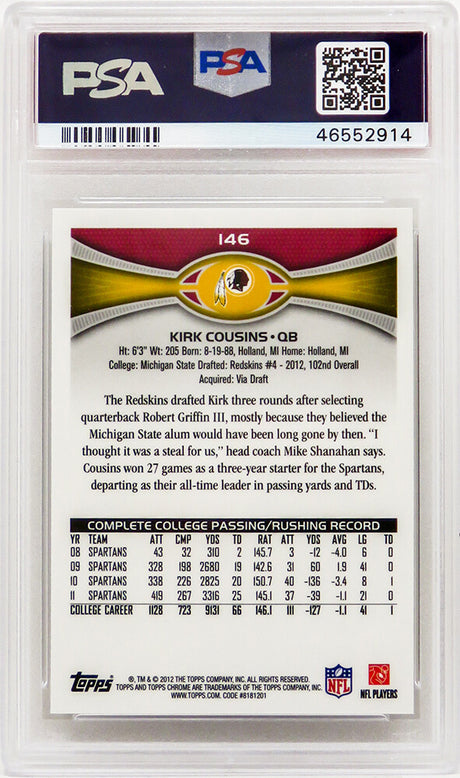 PSA
PSA
46552914
146
KIRK COUSINS • QB
Ht: 6'3" Wt: 205 Born: 8-19-88, Holland, MI Home: Holland, MI
College: Michigan State Drafted: Redskins #4 - 2012, 102nd Overall
Acquired: Via Draft
The Redskins drafted Kirk three rounds after selecting
quarterback Robert Griffin III, mostly because they believed the
Michigan State alum would have been long gone by then. “I
thought it was a steal for us,” head coach Mike Shanahan says.
Cousins won 27 games as a three-year starter for the Spartans,
departing as their all-time leader in passing yards and TDs.
COMPLETE COLLEGE PASSING/RUSHING RECORD
YR TEAM ATT CMP YDS TD RAT ATT YDS AVG LG TD
08 SPARTANS 43 32 310 2 145.7 3 -12 -4.0 6 0
09 SPARTANS 328 198 2680 19 142.6 31 60 1.9 41 0
10 SPARTANS 338 226 2825 20 150.7 40 -136 -3.4 8 1
11 SPARTANS 419 267 3316 25 145.1 37 -39 -1.1 21 0
COLLEGE CAREER 1128 723 9131 66 146.1 111 -127 -1.1 41 1
Topps
®, TM & © 2012 THE TOPPS COMPANY, INC. ALL RIGHTS RESERVED.
TOPPS AND TOPPS CHROME ARE TRADEMARKS OF THE TOPPS COMPANY, INC.
WWW.TOPPS.COM. CODE #8181201
NFL
NFL PLAYERS